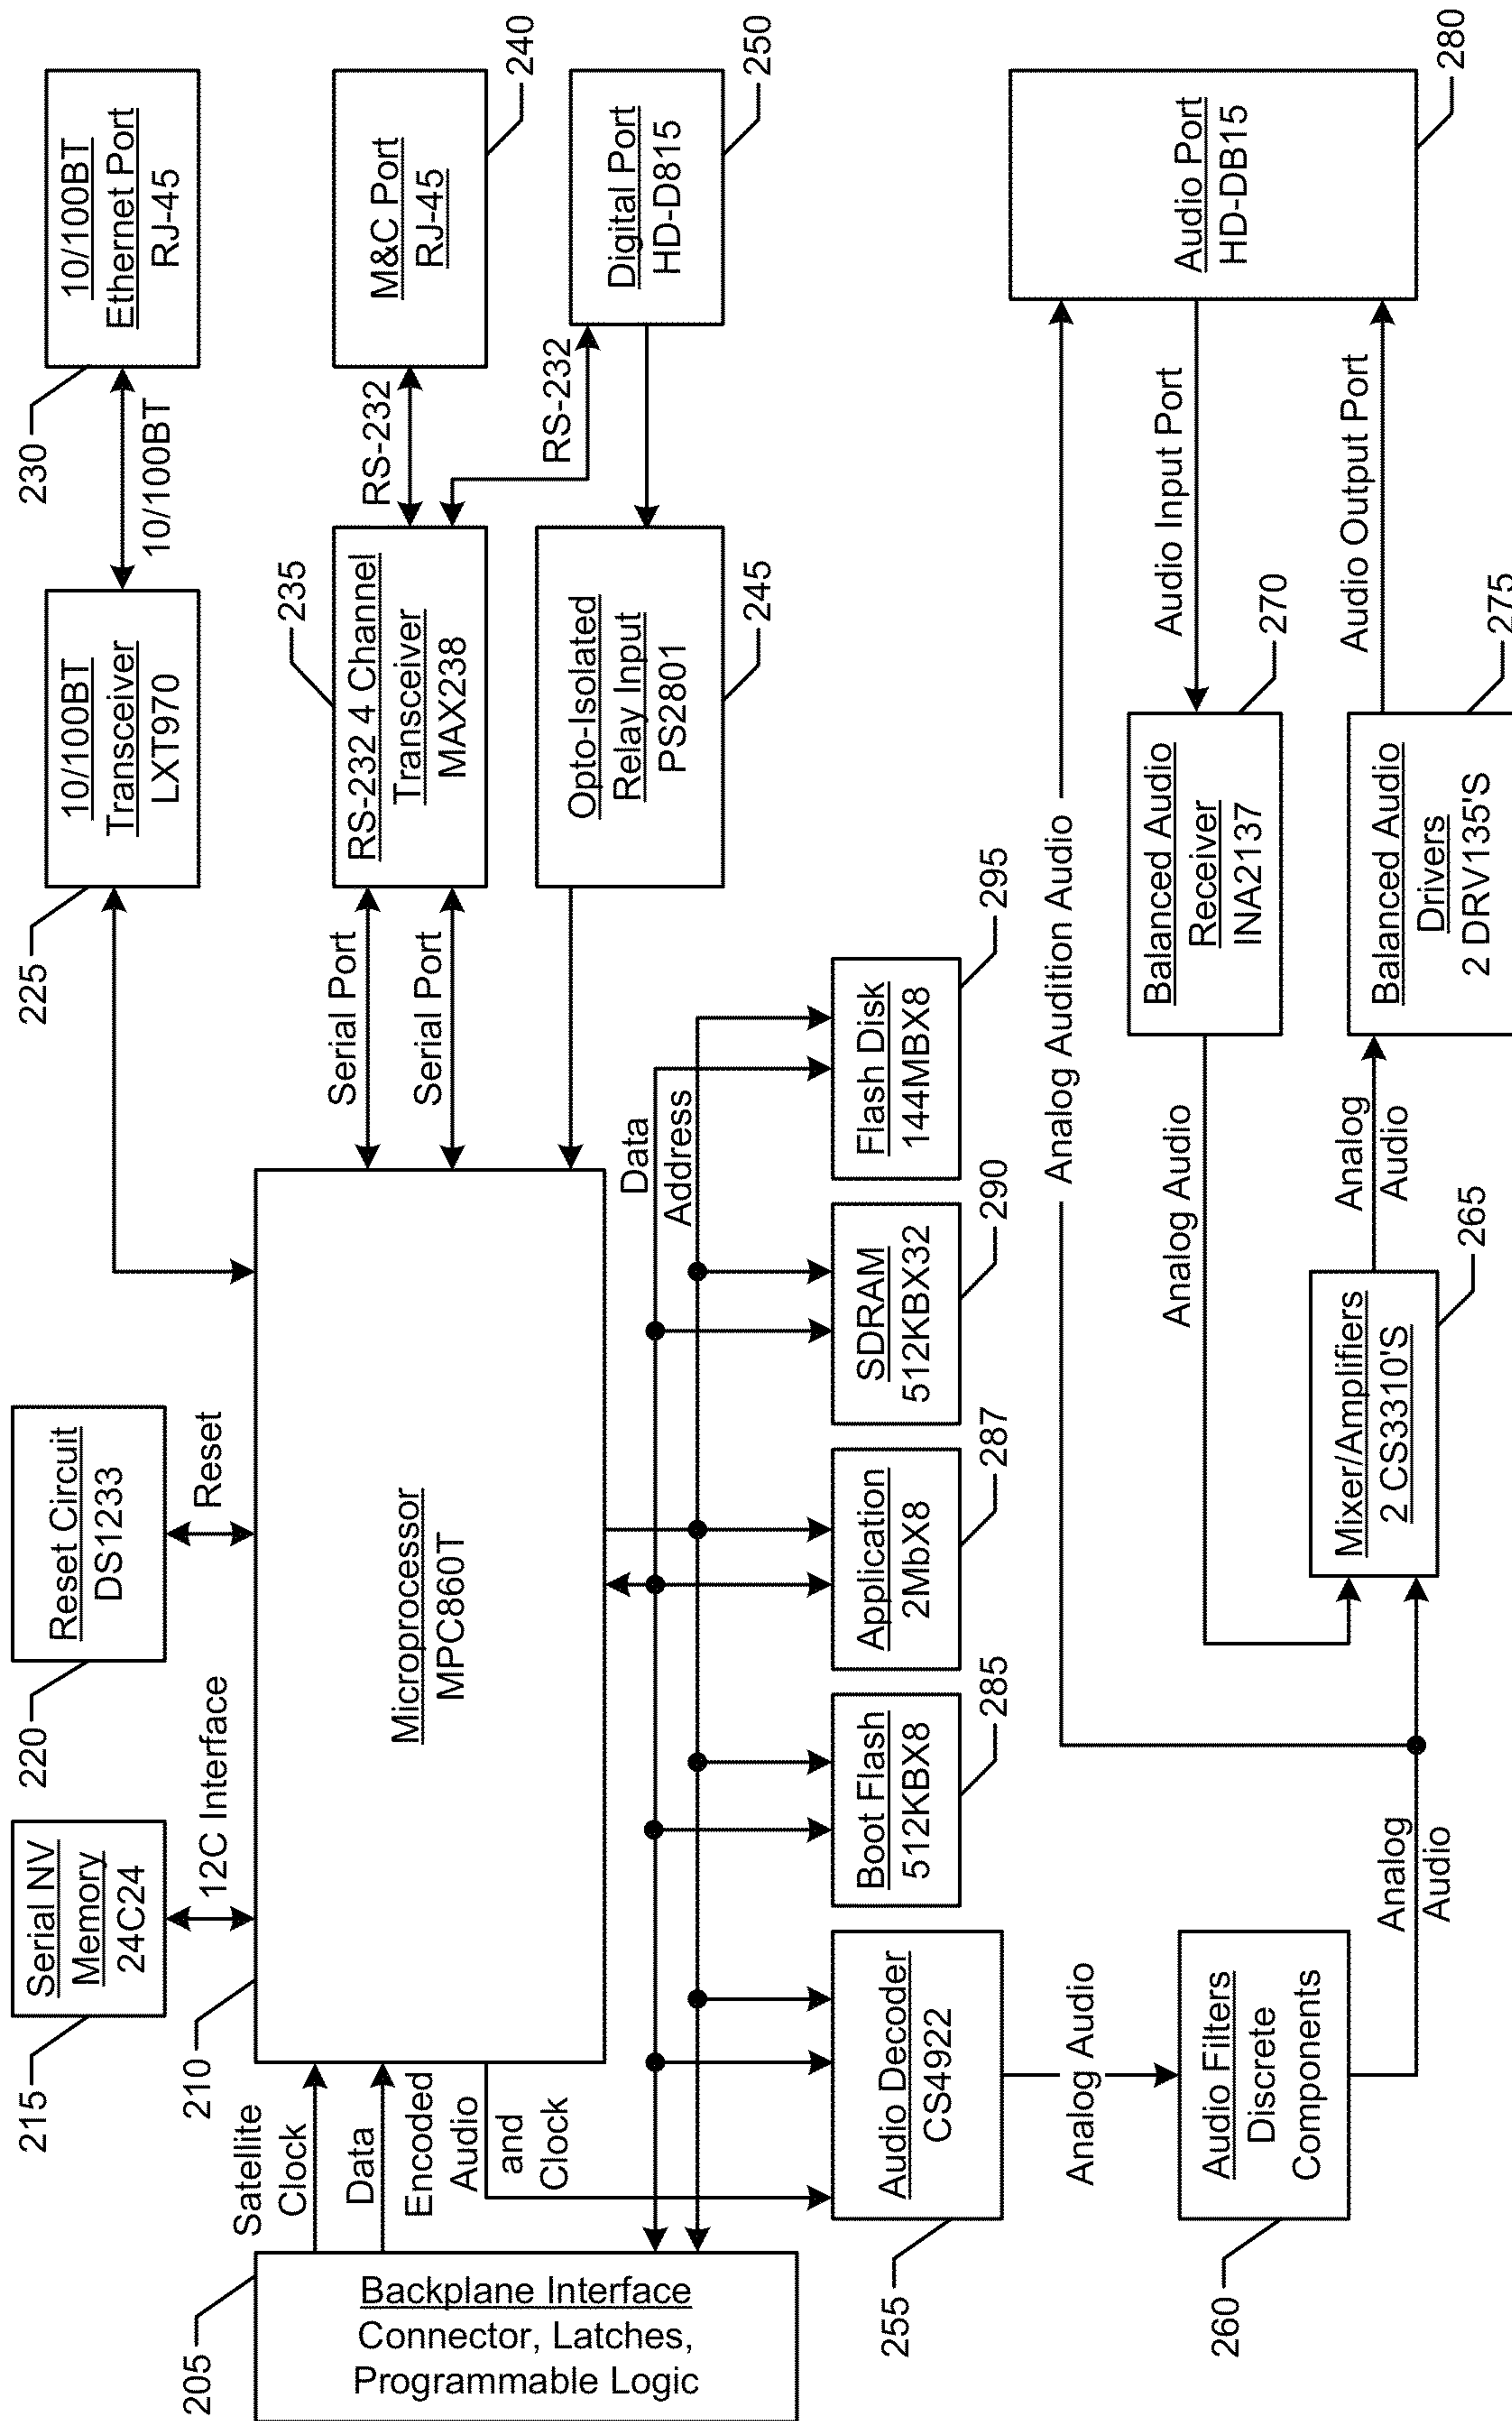 215
Serial NV
Memory
24C24
12C Interface
220
Reset Circuit
DS1233
Reset
225
10/100BT
Transceiver
LXT970
10/100BT
230
10/100BT
Ethernet Port
RJ-45
205
Backplane Interface
Connector, Latches,
Programmable Logic
Satellite
Clock
Data
Encoded
Audio
and
Clock
210
Microprocessor
MPC860T
Serial Port
Serial Port
235
RS-232 4 Channel
Transceiver
MAX238
RS-232
RS-232
M&C Port
RJ-45
240
Opto-Isolated
Relay Input
PS2801
245
Digital Port
HD-D815
250
Data
Address
255
Audio Decoder
CS4922
Boot Flash
512KBX8
285
Application
2MbX8
287
SDRAM
512KBX32
290
Flash Disk
144MBX8
295
Analog Audio
260
Audio Filters
Discrete
Components
Analog
Audio
Analog Audition Audio
Analog Audio
Mixer/Amplifiers
2 CS3310'S
265
Analog
Audio
Balanced Audio
Receiver
INA2137
270
Balanced Audio
Drivers
2 DRV135'S
275
Audio Input Port
Audio Output Port
Audio Port
HD-DB15
280